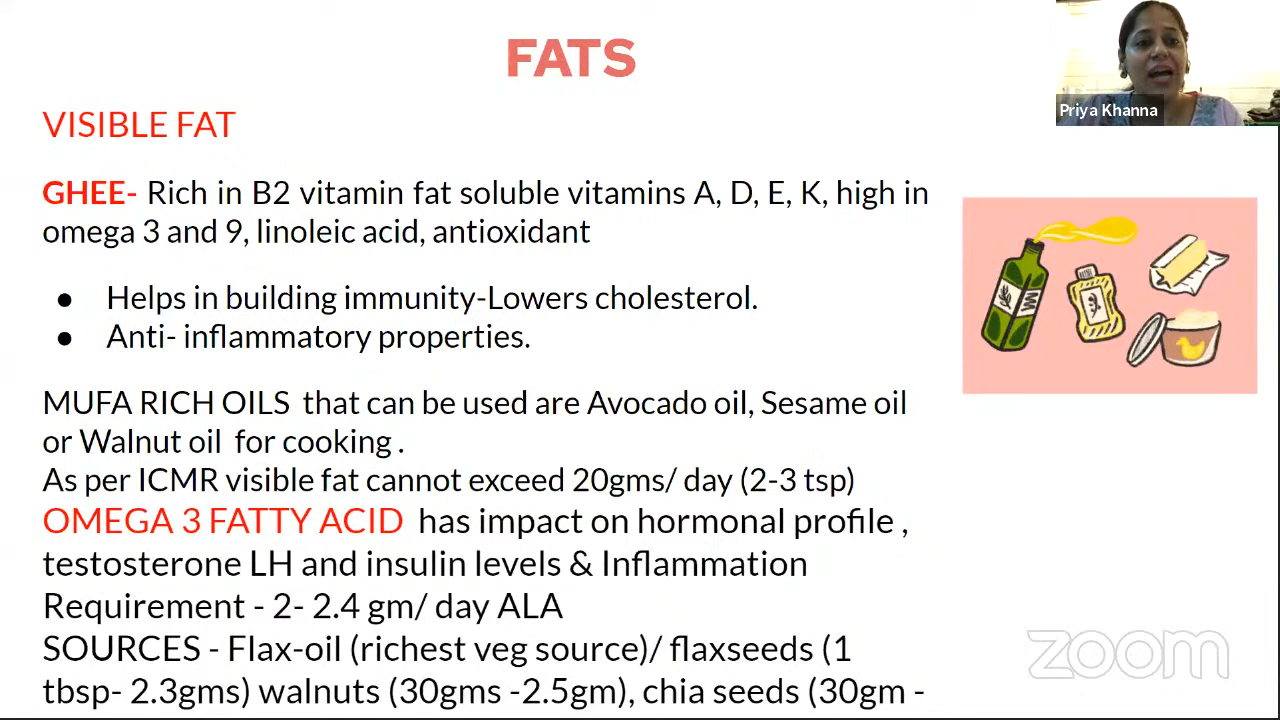 FATS
Priya Khanna
VISIBLE FAT
GHEE- Rich in B2 vitamin fat soluble vitamins A, D, E, K, high in
omega 3 and 9, linoleic acid, antioxidant
● Helps in building immunity-Lowers cholesterol.
● Anti- inflammatory properties.
MUFA RICH OILS that can be used are Avocado oil, Sesame oil
or Walnut oil for cooking .
As per ICMR visible fat cannot exceed 20gms/ day (2-3 tsp)
OMEGA 3 FATTY ACID has impact on hormonal profile ,
testosterone LH and insulin levels & Inflammation
Requirement - 2- 2.4 gm/ day ALA
SOURCES - Flax-oil (richest veg source)/ flaxseeds (1
tbsp- 2.3gms) walnuts (30gms -2.5gm), chia seeds (30gm -
zoom